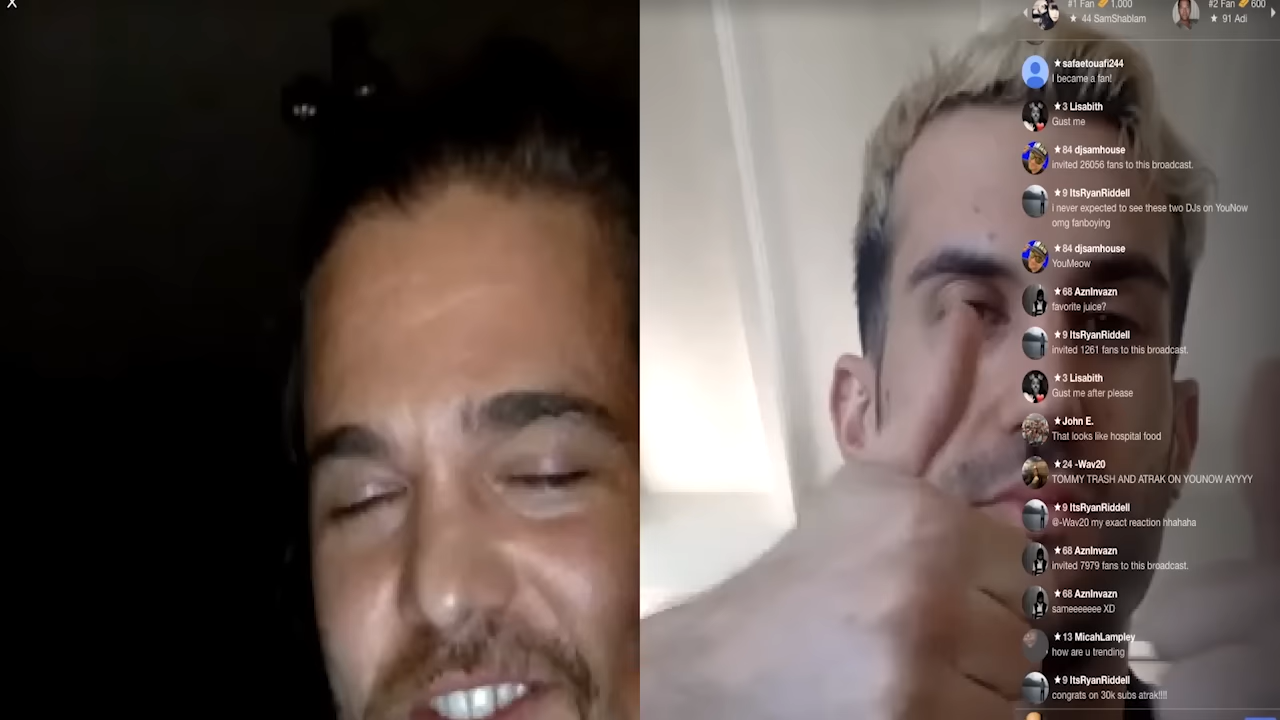 X
#1 Fan 1,000
★ 44 SamShablam
#2 Fan 600
★ 91 Adi
★safaetouafi244
I became a fan!
★3 Lisabith
Gust me
★84 djsamhouse
invited 26056 fans to this broadcast.
★9 ItsRyanRiddell
i never expected to see these two DJs on YouNow
omg fanboying
★84 djsamhouse
YouMeow
★68 AznInvazn
favorite juice?
★9 ItsRyanRiddell
invited 1261 fans to this broadcast.
★3 Lisabith
Gust me after please
★John E.
That looks like hospital food
★24 -Wav20
TOMMY TRASH AND ATRAK ON YOUNOW AYYYY
★9 ItsRyanRiddell
@-Wav20 my exact reaction hhahaha
★68 AznInvazn
invited 7979 fans to this broadcast.
★68 AznInvazn
sameeeeeee XD
★13 MicahLampley
how are u trending
★9 ItsRyanRiddell
congrats on 30k subs atrak!!!!